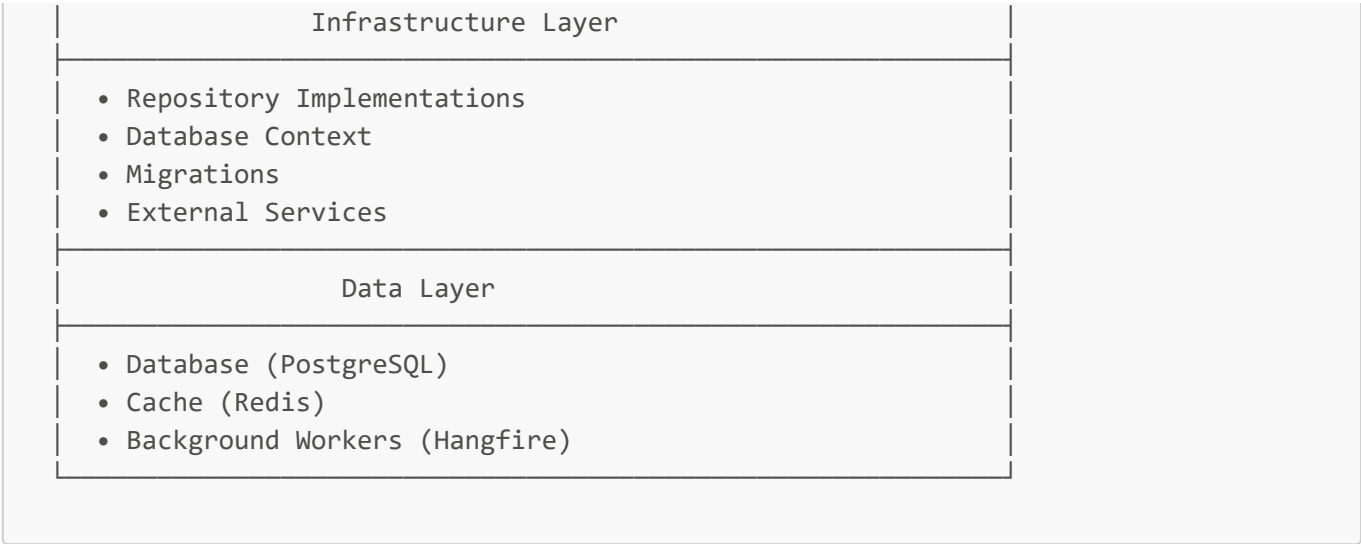 Infrastructure Layer
• Repository Implementations
• Database Context
• Migrations
• External Services
Data Layer
• Database (PostgreSQL)
• Cache (Redis)
• Background Workers (Hangfire)